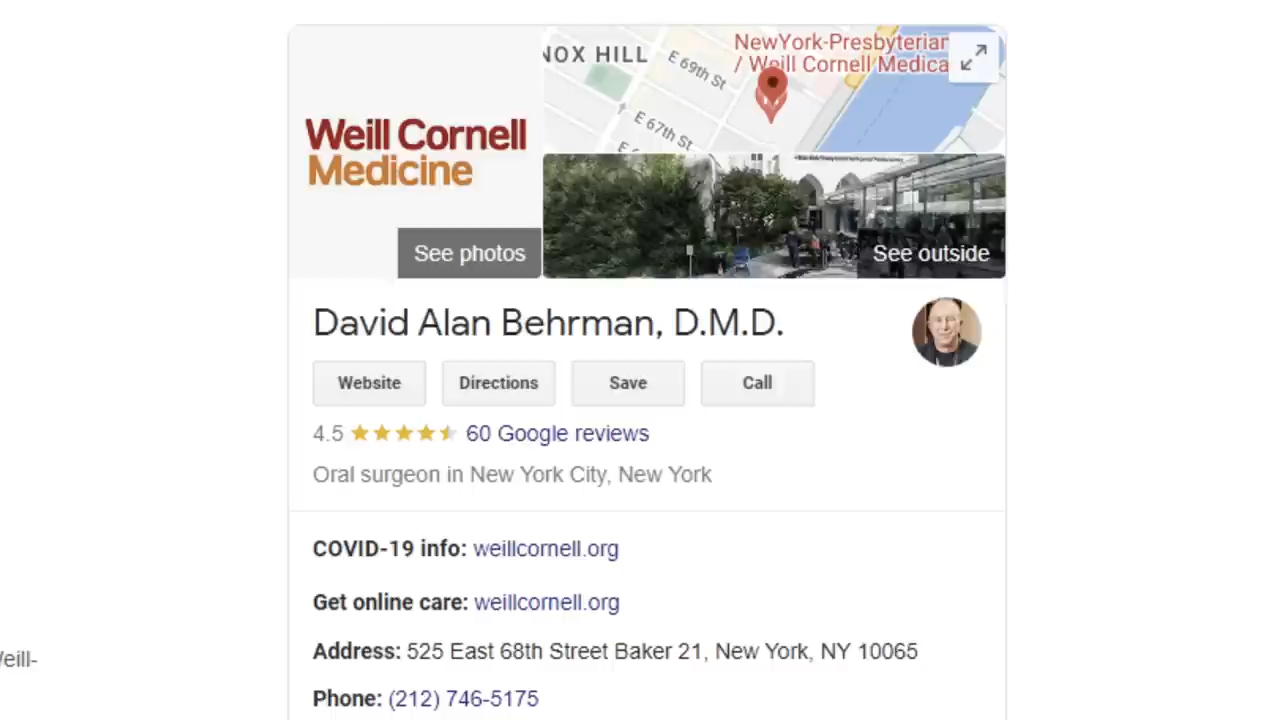 NOX HILL
E 69th St
E 67th St
NewYork-Presbyterian
/ Weill Cornell Medica
Weill Cornell
Medicine
See photos
See outside
David Alan Behrman, D.M.D.
Website
Directions
Save
Call
4.5
60 Google reviews
Oral surgeon in New York City, New York
COVID-19 info: weillcornell.org
Get online care: weillcornell.org
Address: 525 East 68th Street Baker 21, New York, NY 10065
eill-
Phone: (212) 746-5175